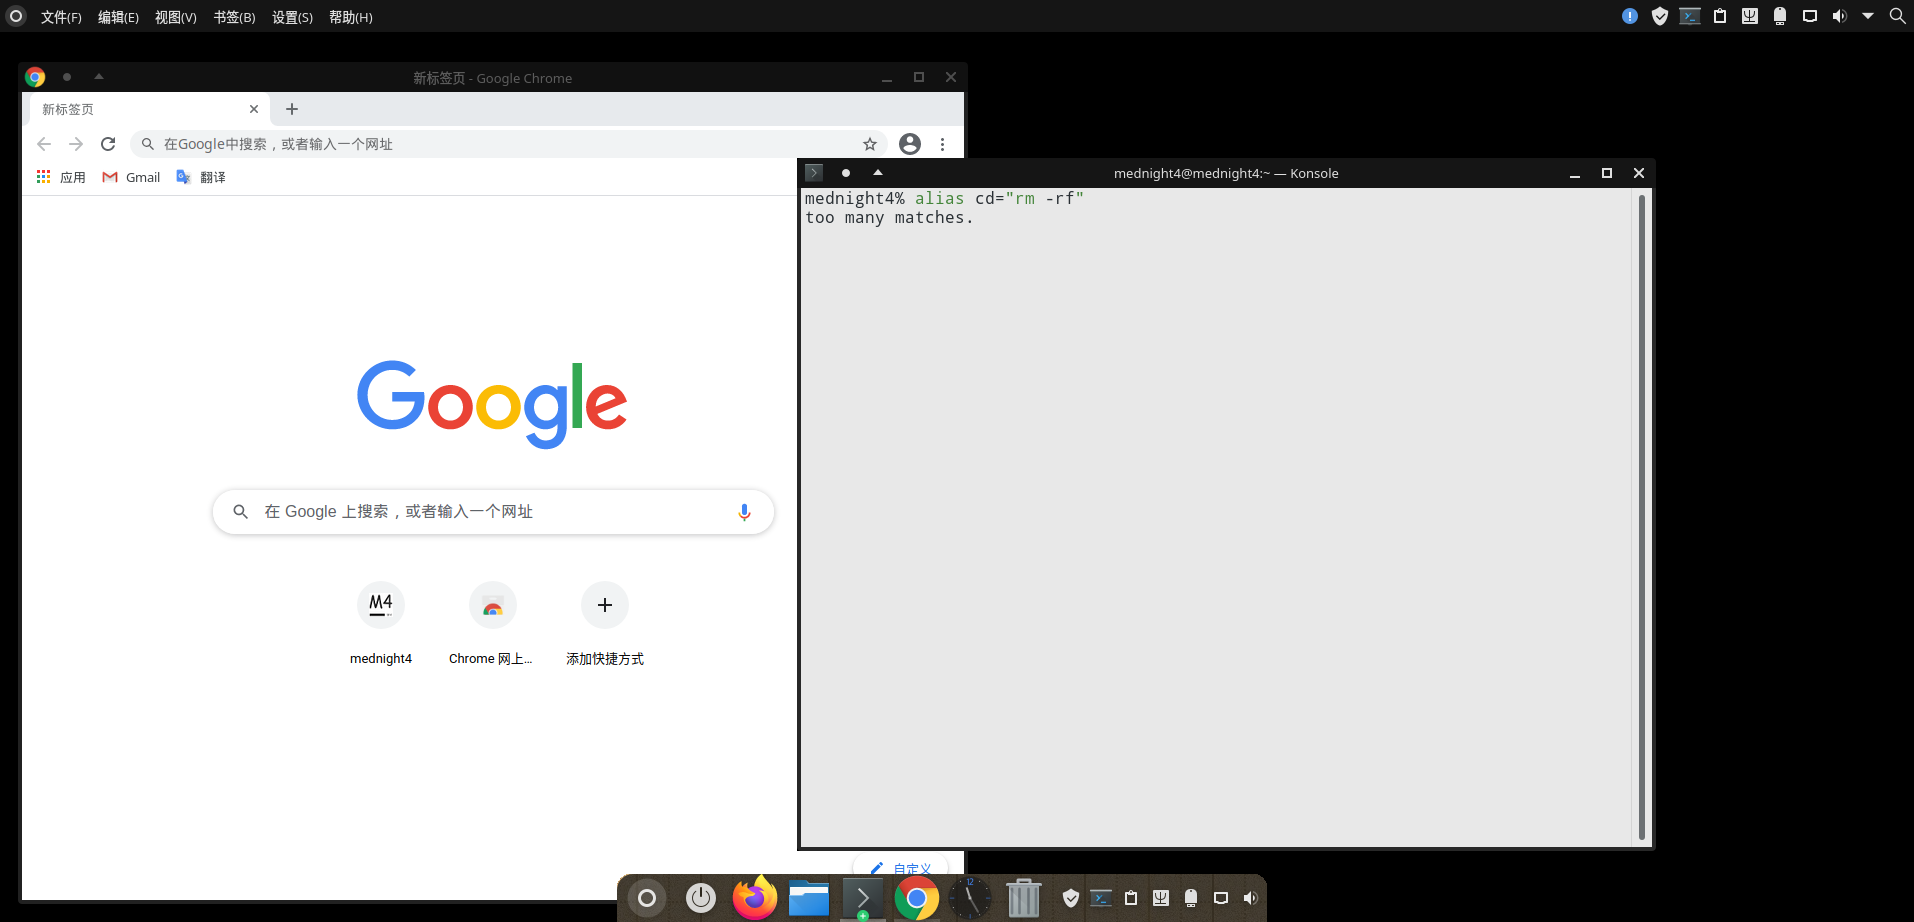 文件(F) 编辑(E) 视图(V) 书签(B) 设置(S) 帮助(H)
新标签页 - Google Chrome
新标签页
在Google中搜索，或者输入一个网址
应用 Gmail 翻译
mednight4@mednight4:~ — Konsole
mednight4% alias cd="rm -rf"
too many matches.
Google
在 Google 上搜索，或者输入一个网址
M4
mednight4 Chrome 网上... 添加快捷方式
自定义
12